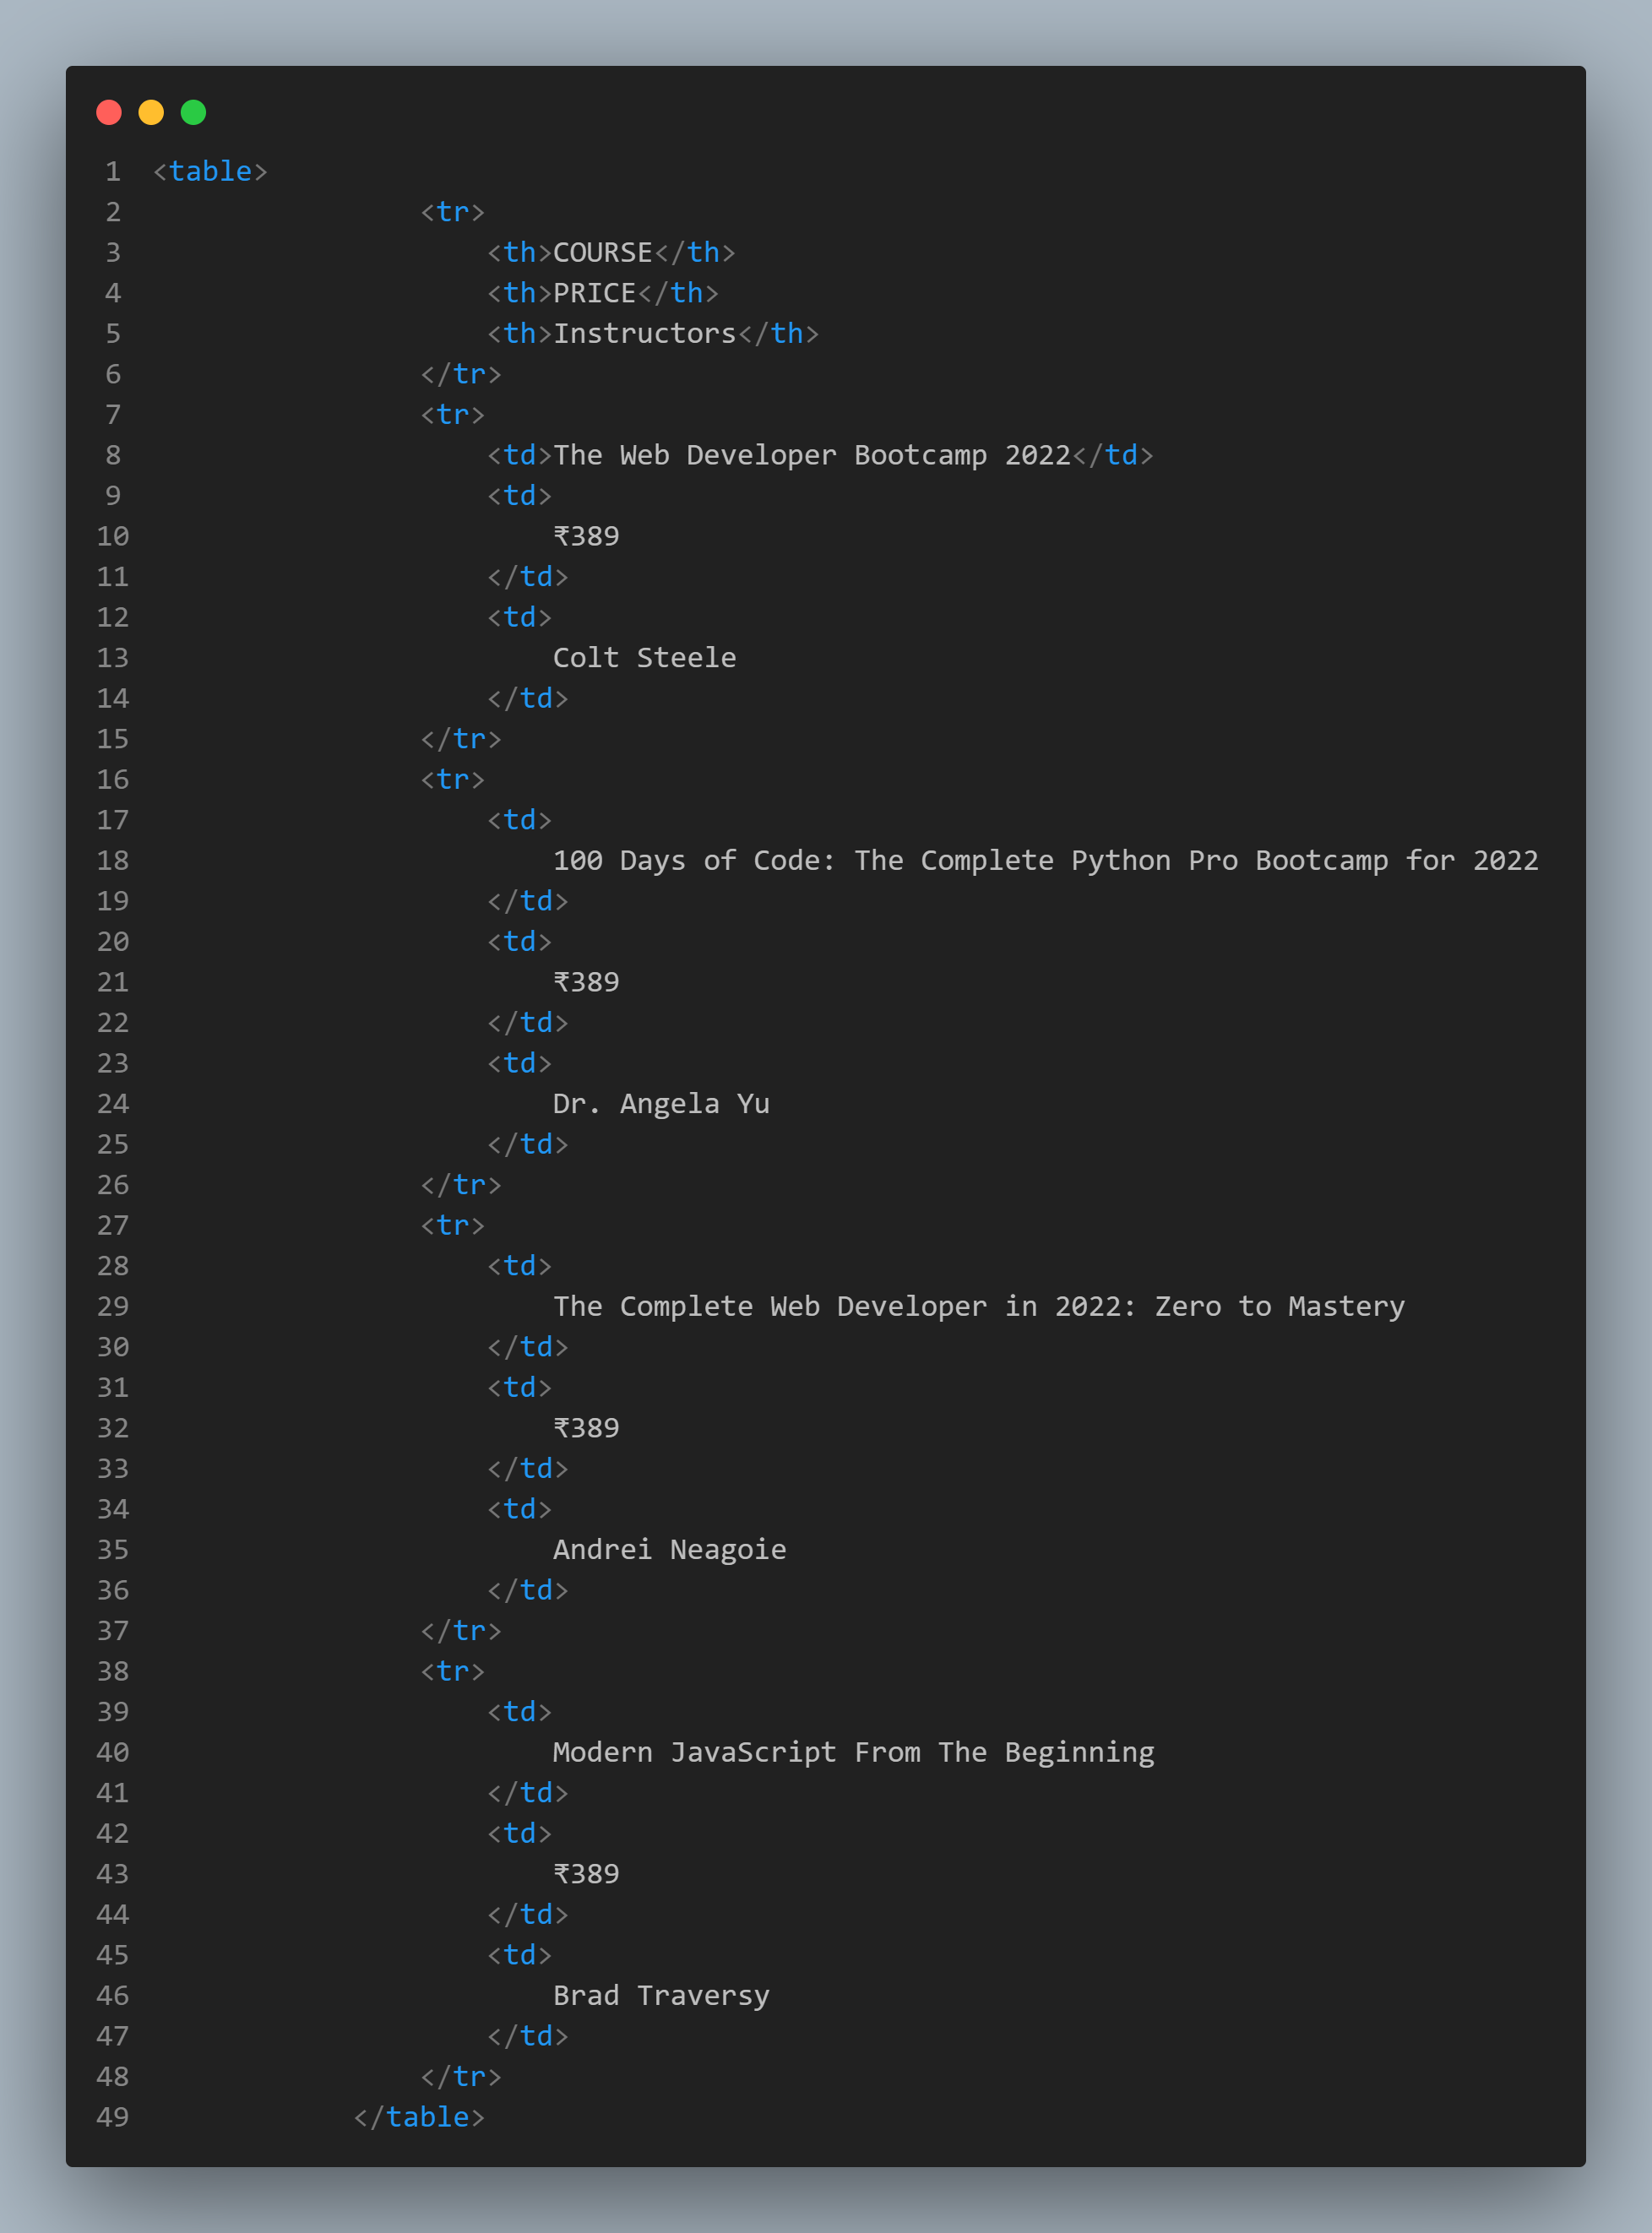 1 <table>
2                 <tr>
3                     <th>COURSE</th>
4                     <th>PRICE</th>
5                     <th>Instructors</th>
6                 </tr>
7                 <tr>
8                     <td>The Web Developer Bootcamp 2022</td>
9                     <td>
10                         ₹389
11                     </td>
12                     <td>
13                         Colt Steele
14                     </td>
15                 </tr>
16                 <tr>
17                     <td>
18                         100 Days of Code: The Complete Python Pro Bootcamp for 2022
19                     </td>
20                     <td>
21                         ₹389
22                     </td>
23                     <td>
24                         Dr. Angela Yu
25                     </td>
26                 </tr>
27                 <tr>
28                     <td>
29                         The Complete Web Developer in 2022: Zero to Mastery
30                     </td>
31                     <td>
32                         ₹389
33                     </td>
34                     <td>
35                         Andrei Neagoie
36                     </td>
37                 </tr>
38                 <tr>
39                     <td>
40                         Modern JavaScript From The Beginning
41                     </td>
42                     <td>
43                         ₹389
44                     </td>
45                     <td>
46                         Brad Traversy
47                     </td>
48                 </tr>
49             </table>